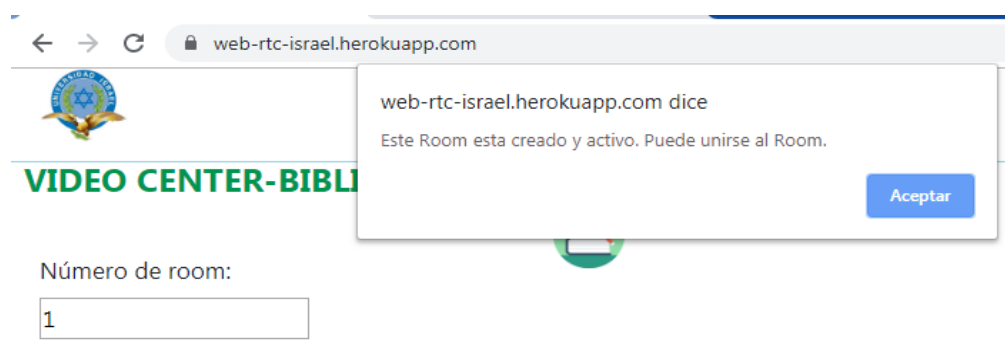 web-rtc-israel.herokuapp.com
web-rtc-israel.herokuapp.com dice
Este Room esta creado y activo. Puede unirse al Room.
Aceptar
VIDEO CENTER-BIBLI
Número de room:
1